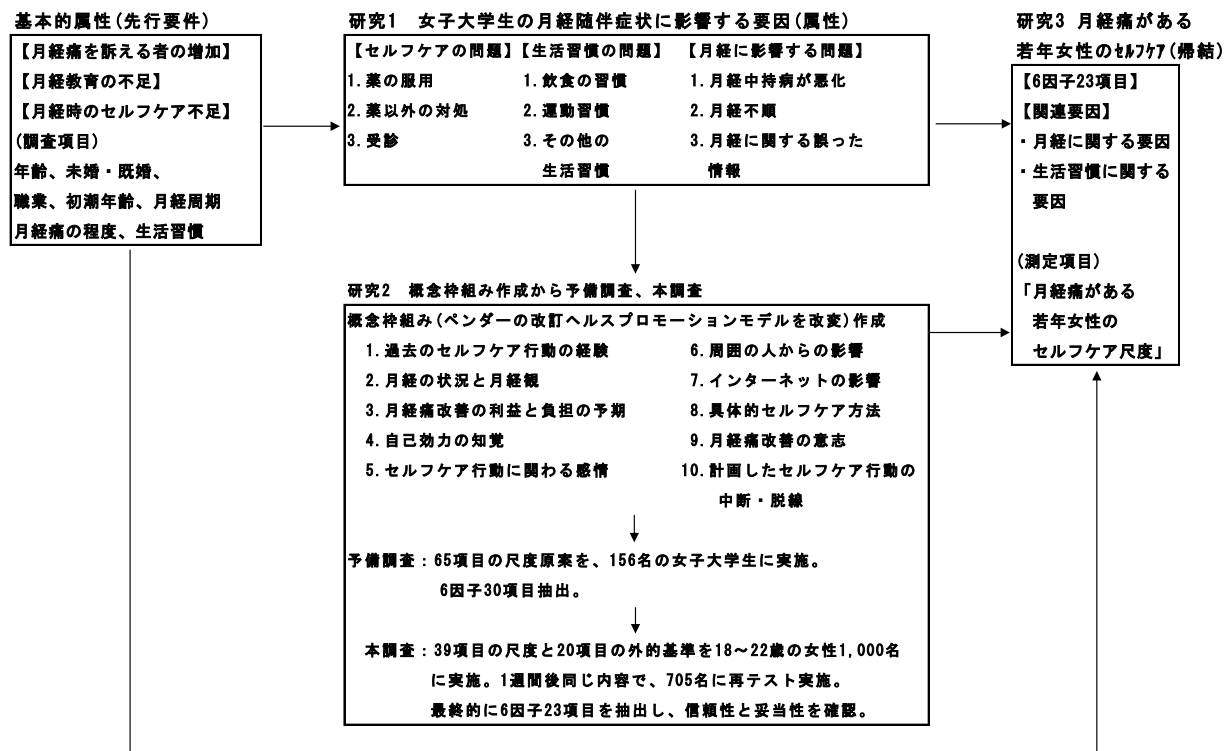 基本的属性(先行要件)
【月経痛を訴える者の増加】
【月経教育の不足】
【月経時のセルフケア不足】
(調査項目)
年齢、未婚・既婚、
職業、初潮年齢、月経周期
月経痛の程度、生活習慣
研究1 女子大学生の月経随伴症状に影響する要因(属性)
【セルフケアの問題】
1.薬の服用
2.薬以外の対処
3.受診
【生活習慣の問題】
1.飲食の習慣
2.運動習慣
3.その他の
生活習慣
【月経に影響する問題】
1.月経中持病が悪化
2.月経不順
3.月経に関する誤った
情報
研究2 概念枠組み作成から予備調査、本調査
概念枠組み(ペンダーの改訂ヘルスプロモーションモデルを改変)作成
1.過去のセルフケア行動の経験
2.月経の状況と月経観
3.月経痛改善の利益と負担の予期
4.自己効力の知覚
5.セルフケア行動に関わる感情
6.周囲の人からの影響
7.インターネットの影響
8.具体的セルフケア方法
9.月経痛改善の意志
10.計画したセルフケア行動の
中断・脱線
予備調査：65項目の尺度原案を、156名の女子大学生に実施。
6因子30項目抽出。
本調査：39項目の尺度と20項目の外的基準を18～22歳の女性1,000名
に実施。1週間後同じ内容で、705名に再テスト実施。
最終的に6因子23項目を抽出し、信頼性と妥当性を確認。
研究3 月経痛がある
若年女性のｾﾙﾌｹｱ(帰結)
【6因子23項目】
【関連要因】
・月経に関する要因
・生活習慣に関する
要因
(測定項目)
「月経痛がある
若年女性の
セルフケア尺度」